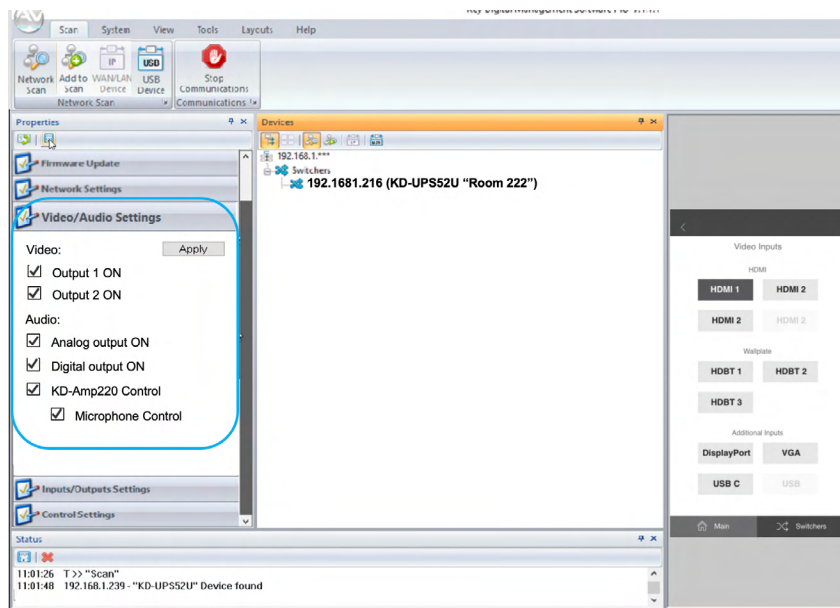 Key Digital Management Software Pro
Scan System View Tools Layouts Help
Network Scan
Add to Scan
WAN/LAN Device
USB Device
Stop Communications
Network Scan
Communications
Properties
Firmware Update
Network Settings
Video/Audio Settings
Video:
Apply
Output 1 ON
Output 2 ON
Audio:
Analog output ON
Digital output ON
KD-Amp220 Control
Microphone Control
Inputs/Outputs Settings
Control Settings
Devices
192.168.1.***
Switchers
192.1681.216 (KD-UPS52U “Room 222”)
Video Inputs
HDMI
HDMI 1 HDMI 2
HDMI 2 HDMI 2
Wallplate
HDBT 1 HDBT 2
HDBT 3
Additional Inputs
DisplayPort VGA
USB C USB
Main Switchers
Status
11:01:26 T >> "Scan"
11:01:48 192.168.1.239 - "KD-UPS52U" Device found